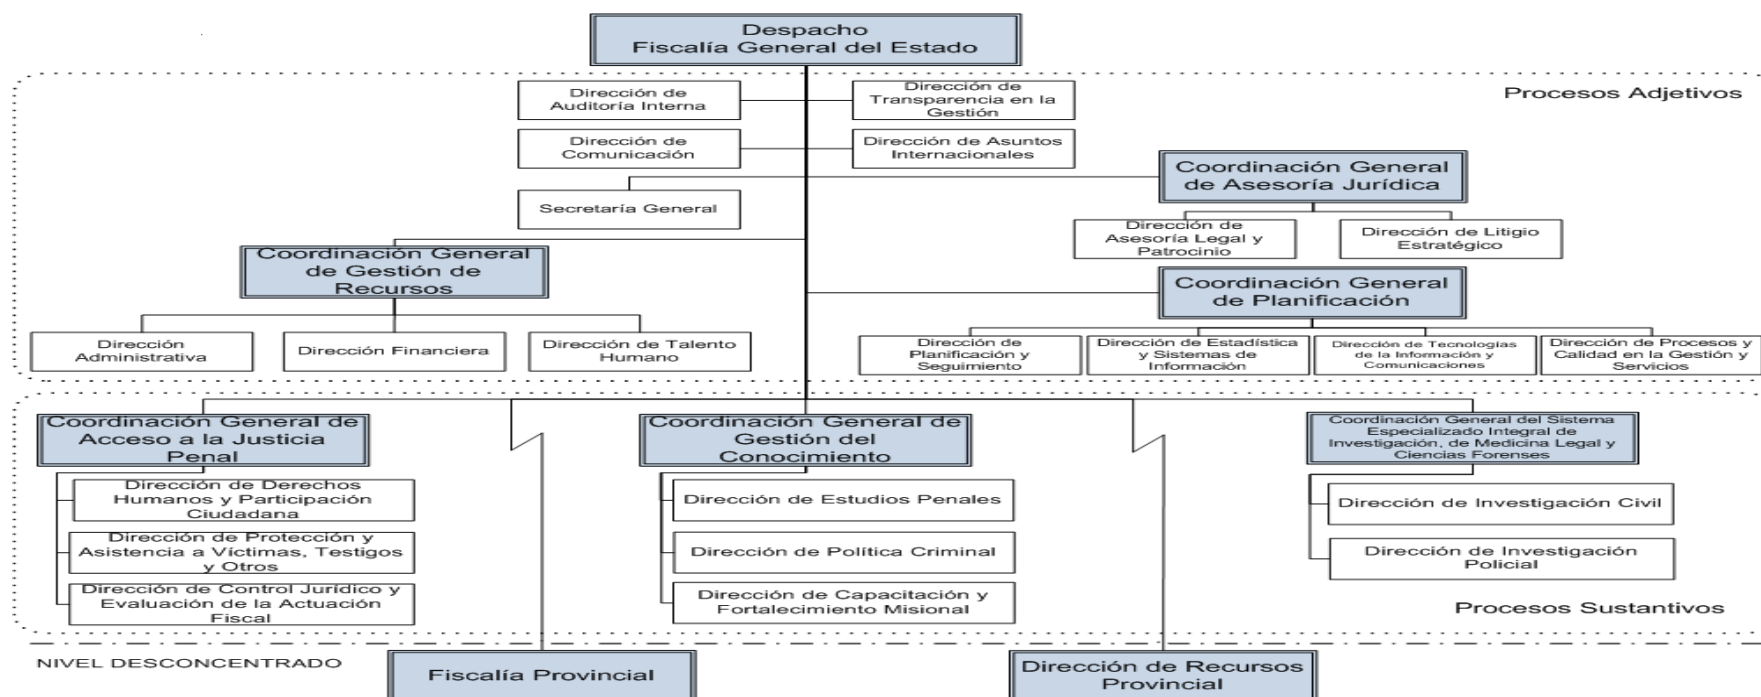 Despacho
Fiscalía General del Estado
Procesos Adjetivos
Dirección de
Auditoría Interna
Dirección de
Transparencia en la
Gestión
Dirección de
Comunicación
Dirección de Asuntos
Internacionales
Coordinación General
de Asesoría Jurídica
Secretaría General
Dirección de
Asesoría Legal y
Patrocinio
Dirección de Litigio
Estratégico
Coordinación General
de Gestión de
Recursos
Coordinación General
de Planificación
Dirección
Administrativa
Dirección Financiera
Dirección de Talento
Humano
Dirección de
Planificación y
Seguimiento
Dirección de Estadística
y Sistemas de
Información
Dirección de Tecnologías
de la Información y
Comunicaciones
Dirección de Procesos y
Calidad en la Gestión y
Servicios
Coordinación General de
Acceso a la Justicia
Penal
Coordinación General de
Gestión del
Conocimiento
Coordinación General del Sistema
Especializado Integral de
Investigación, de Medicina Legal y
Ciencias Forenses
Dirección de Derechos
Humanos y Participación
Ciudadana
Dirección de Protección y
Asistencia a Víctimas, Testigos
y Otros
Dirección de Control Jurídico y
Evaluación de la Actuación
Fiscal
Dirección de Estudios Penales
Dirección de Política Criminal
Dirección de Capacitación y
Fortalecimiento Misional
Dirección de Investigación Civil
Dirección de Investigación
Policial
Procesos Sustantivos
NIVEL DESCONCENTRADO
Fiscalía Provincial
Dirección de Recursos
Provincial